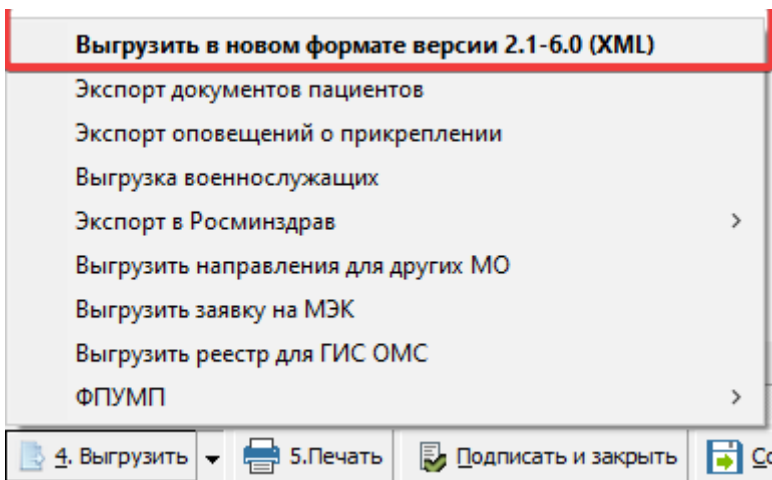 Выгрузить в новом формате версии 2.1-6.0 (XML)
Экспорт документов пациентов
Экспорт оповещений о прикреплении
Выгрузка военнослужащих
Экспорт в Росминздрав
Выгрузить направления для других МО
Выгрузить заявку на МЭК
Выгрузить реестр для ГИС ОМС
ФПУМП
4. Выгрузить 5.Печать Подписать и закрыть